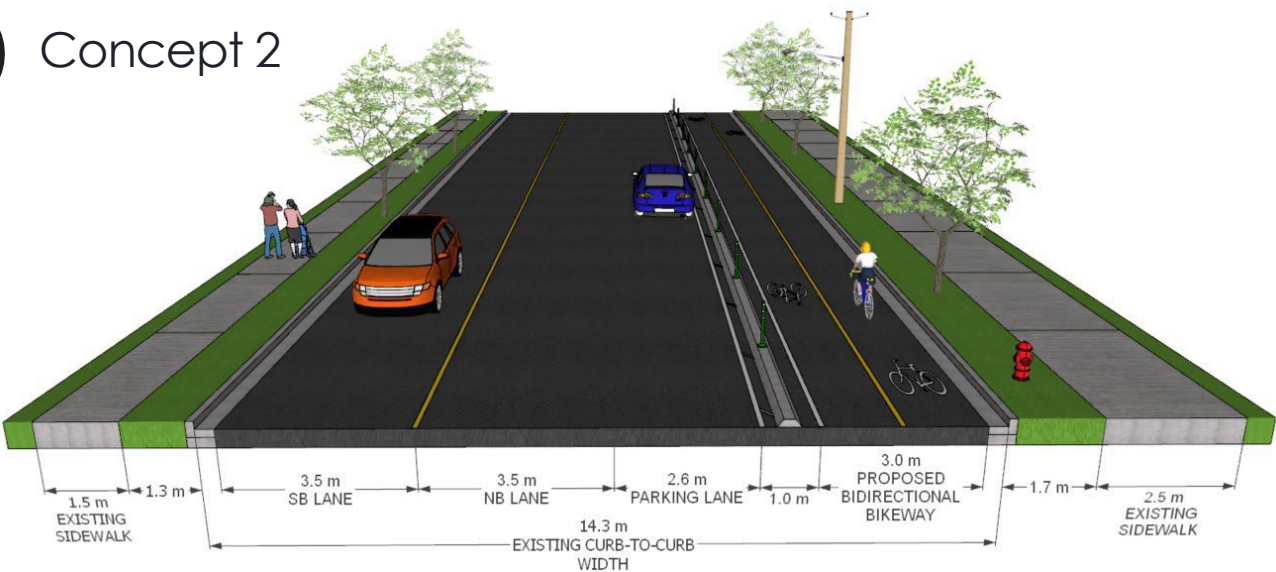 Concept 2
1.5 m
EXISTING
SIDEWALK
1.3 m
3.5 m
SB LANE
3.5 m
NB LANE
2.6 m
PARKING LANE
1.0 m
3.0 m
PROPOSED
BIDIRECTIONAL
BIKEWAY
1.7 m
2.5 m
EXISTING
SIDEWALK
14.3 m
EXISTING CURB-TO-CURB
WIDTH